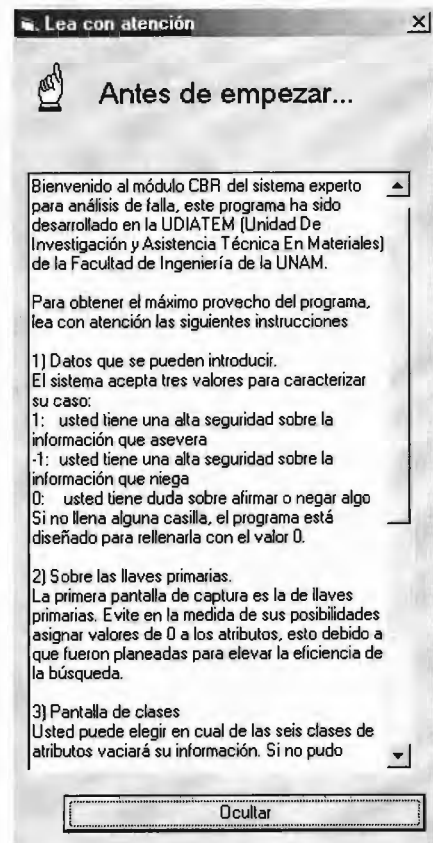 Lea con atención
Antes de empezar...
Bienvenido al módulo CBR del sistema experto
para análisis de falla, este programa ha sido
desarrollado en la UDIATEM (Unidad De
Investigación y Asistencia Técnica En Materiales)
de la Facultad de Ingeniería de la UNAM.
Para obtener el máximo provecho del programa,
lea con atención las siguientes instrucciones
1) Datos que se pueden introducir.
El sistema acepta tres valores para caracterizar
su caso:
1: usted tiene una alta seguridad sobre la
información que asevera
-1: usted tiene una alta seguridad sobre la
información que niega
0: usted tiene duda sobre afirmar o negar algo
Si no llena alguna casilla, el programa está
diseñado para rellenarla con el valor 0.
2) Sobre las llaves primarias.
La primera pantalla de captura es la de llaves
primarias. Evite en la medida de sus posibilidades
asignar valores de 0 a los atributos, esto debido a
que fueron planeadas para elevar la eficiencia de
la búsqueda.
3) Pantalla de clases
Usted puede elegir en cual de las seis clases de
atributos vaciará su información. Si no pudo
Ocultar